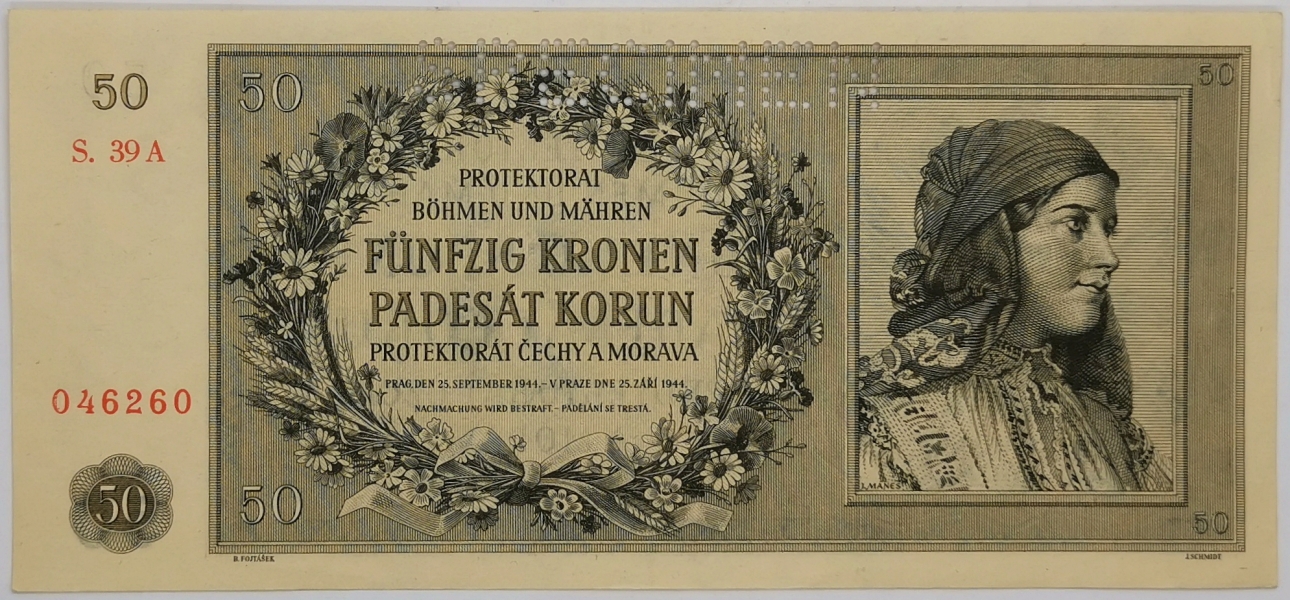 50
S. 39 A
046260
50
50
50
PROTEKTORAT
BÖHMEN UND MÄHREN
FÜNFZIG KRONEN
PADESÁT KORUN
PROTEKTORÁT ČECHY A MORAVA
PRAG, DEN 25. SEPTEMBER 1944. – V PRAZE DNE 25. ZÁŘÍ 1944.
NACHMACHUNG WIRD BESTRAFT. – PADĚLÁNÍ SE TRESTÁ.
50
J. MÁNES
50
B. FOJTÁŠEK
J. SCHMIDT